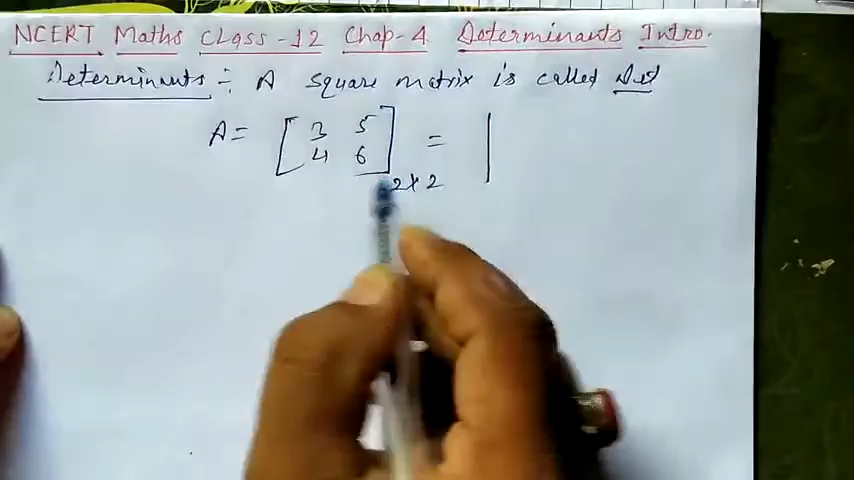 NCERT Maths Class-12 Chap-4 Determinants Intro.
Determinants ÷ A square matrix is called Det
A = [ 3 5 ] = |
4 6
2×2